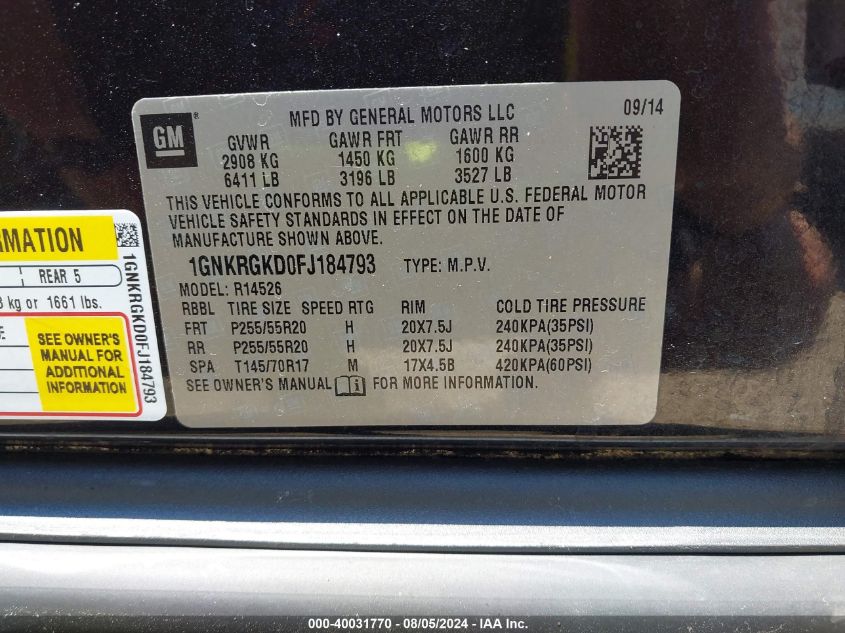 MFD BY GENERAL MOTORS LLC 09/14
GM®
GVWR GAWR FRT GAWR RR
2908 KG 1450 KG 1600 KG
6411 LB 3196 LB 3527 LB
THIS VEHICLE CONFORMS TO ALL APPLICABLE U.S. FEDERAL MOTOR
VEHICLE SAFETY STANDARDS IN EFFECT ON THE DATE OF
MANUFACTURE SHOWN ABOVE.
1GNKRGKD0FJ184793 TYPE: M.P.V.
MODEL: R14526
RBBL TIRE SIZE SPEED RTG RIM COLD TIRE PRESSURE
FRT P255/55R20 H 20X7.5J 240KPA(35PSI)
RR P255/55R20 H 20X7.5J 240KPA(35PSI)
SPA T145/70R17 M 17X4.5B 420KPA(60PSI)
SEE OWNER'S MANUAL FOR MORE INFORMATION.
RMATION
REAR 5
kg or 1661 lbs.
SEE OWNER'S
MANUAL FOR
ADDITIONAL
INFORMATION
1GNKRGKD0FJ184793
000-40031770 - 08/05/2024 - IAAI.com